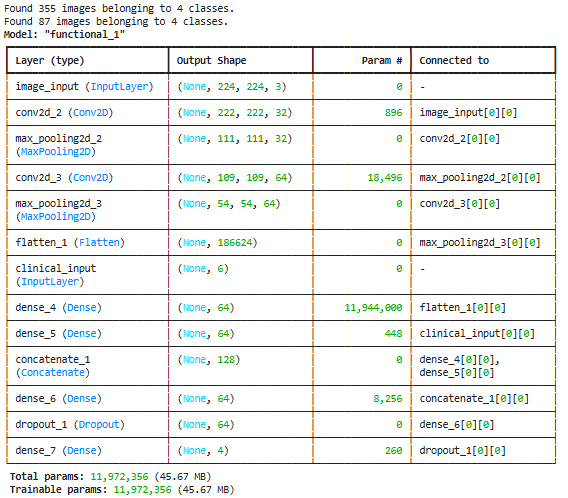 Found 355 images belonging to 4 classes.
Found 87 images belonging to 4 classes.
Model: "functional_1"
Layer (type) Output Shape Param # Connected to
image_input (InputLayer) (None, 224, 224, 3) 0 -
conv2d_2 (Conv2D) (None, 222, 222, 32) 896 image_input[0][0]
max_pooling2d_2 (None, 111, 111, 32) 0 conv2d_2[0][0]
(MaxPooling2D)
conv2d_3 (Conv2D) (None, 109, 109, 64) 18,496 max_pooling2d_2[0][0]
max_pooling2d_3 (None, 54, 54, 64) 0 conv2d_3[0][0]
(MaxPooling2D)
flatten_1 (Flatten) (None, 186624) 0 max_pooling2d_3[0][0]
clinical_input (None, 6) 0 -
(InputLayer)
dense_4 (Dense) (None, 64) 11,944,000 flatten_1[0][0]
dense_5 (Dense) (None, 64) 448 clinical_input[0][0]
concatenate_1 (None, 128) 0 dense_4[0][0],
(Concatenate) dense_5[0][0]
dense_6 (Dense) (None, 64) 8,256 concatenate_1[0][0]
dropout_1 (Dropout) (None, 64) 0 dense_6[0][0]
dense_7 (Dense) (None, 4) 260 dropout_1[0][0]
Total params: 11,972,356 (45.67 MB)
Trainable params: 11,972,356 (45.67 MB)